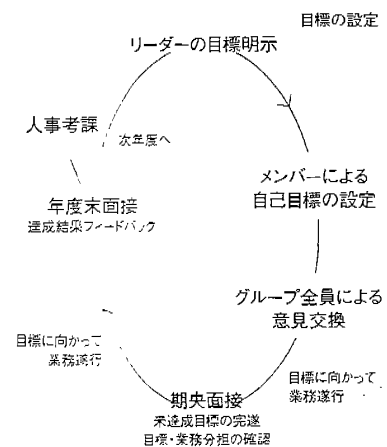 目標の設定
リーダーの目標明示
人事考課
次年度へ
メンバーによる
自己目標の設定
年度末面接
達成結果フィードバック
グループ全員による
意見交換
目標に向かって
業務遂行
目標に向かって
業務遂行
期央面接
未達成目標の完遂
目標・業務分担の確認